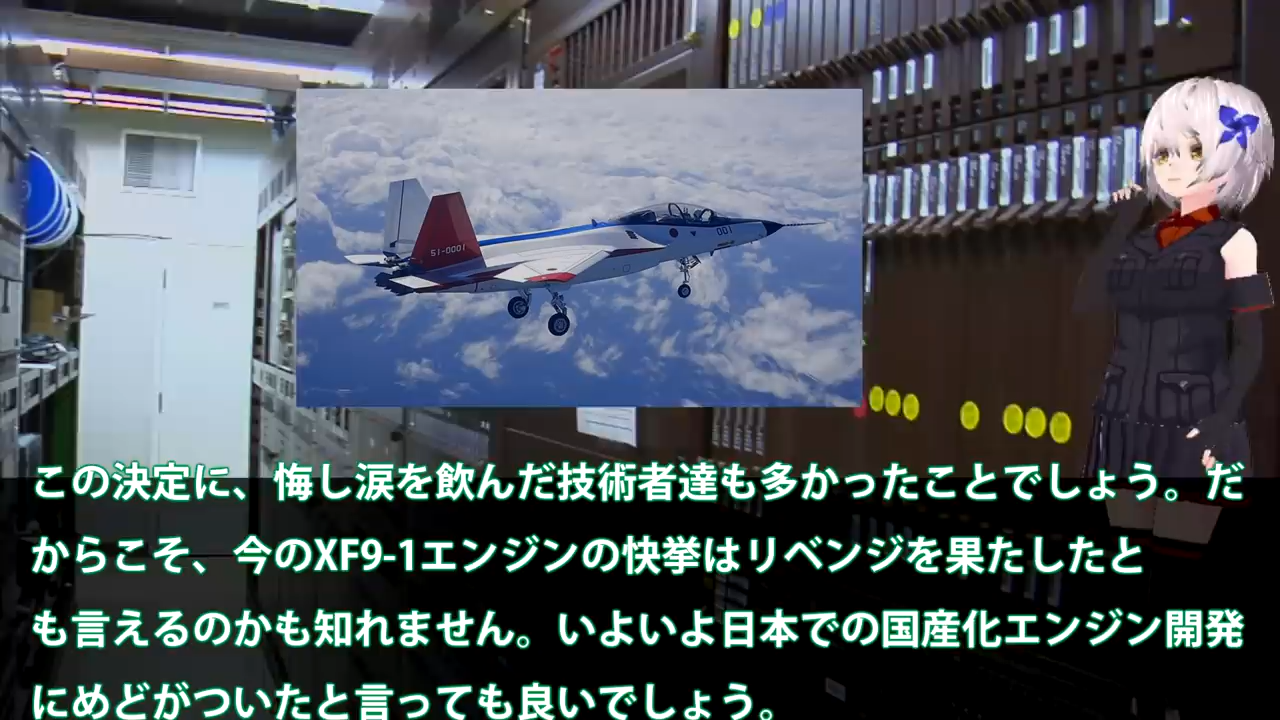 51-0001
001
この決定に、悔し涙を飲んだ技術者達も多かったことでしょう。だ
からこそ、今のXF9-1エンジンの快挙はリベンジを果たしたと
も言えるのかも知れません。いよいよ日本での国産化エンジン開発
にめどがついたと言っても良いでしょう。